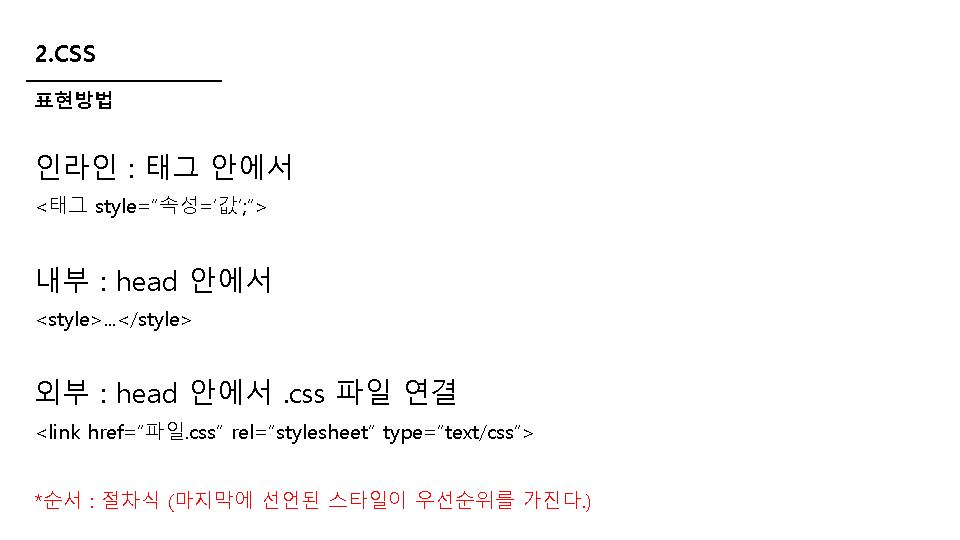 2.CSS
표현방법
인라인 : 태그 안에서
<태그 style=“속성=‘값’;”>
내부 : head 안에서
<style>...</style>
외부 : head 안에서 .css 파일 연결
<link href=“파일.css” rel=“stylesheet” type=“text/css”>
*순서 : 절차식 (마지막에 선언된 스타일이 우선순위를 가진다.)